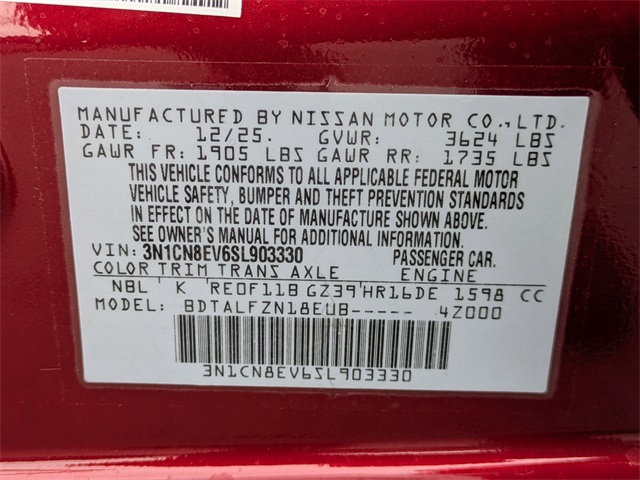 MANUFACTURED BY NISSAN MOTOR CO., LTD.
DATE: 12/25. GVWR: 3624 LBS
GAWR FR: 1905 LBS GAWR RR: 1735 LBS
THIS VEHICLE CONFORMS TO ALL APPLICABLE FEDERAL MOTOR
VEHICLE SAFETY, BUMPER AND THEFT PREVENTION STANDARDS
IN EFFECT ON THE DATE OF MANUFACTURE SHOWN ABOVE.
SEE OWNER'S MANUAL FOR ADDITIONAL INFORMATION.
VIN: 3N1CN8EV6SL903330 PASSENGER CAR.
COLOR TRIM TRANS AXLE ENGINE
NBL K RE0F11B GZ39 HR16DE 1598 CC
MODEL: BDTALFZN18EUB----- 4Z000
3N1CN8EV6SL903330